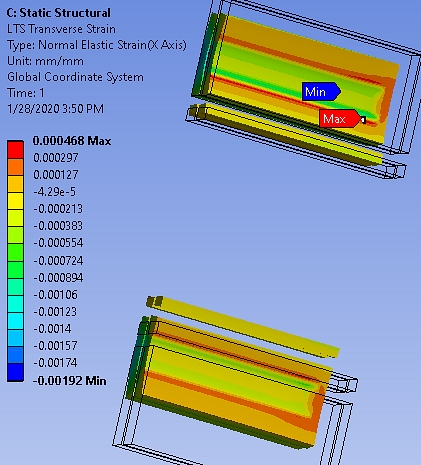 C: Static Structural
LTS Transverse Strain
Type: Normal Elastic Strain(X Axis)
Unit: mm/mm
Global Coordinate System
Time: 1
1/28/2020 3:50 PM
0.000468 Max
0.000297
0.000127
-4.29e-5
-0.000213
-0.000383
-0.000554
-0.000724
-0.000894
-0.00106
-0.00123
-0.0014
-0.00157
-0.00174
-0.00192 Min
Min
Max